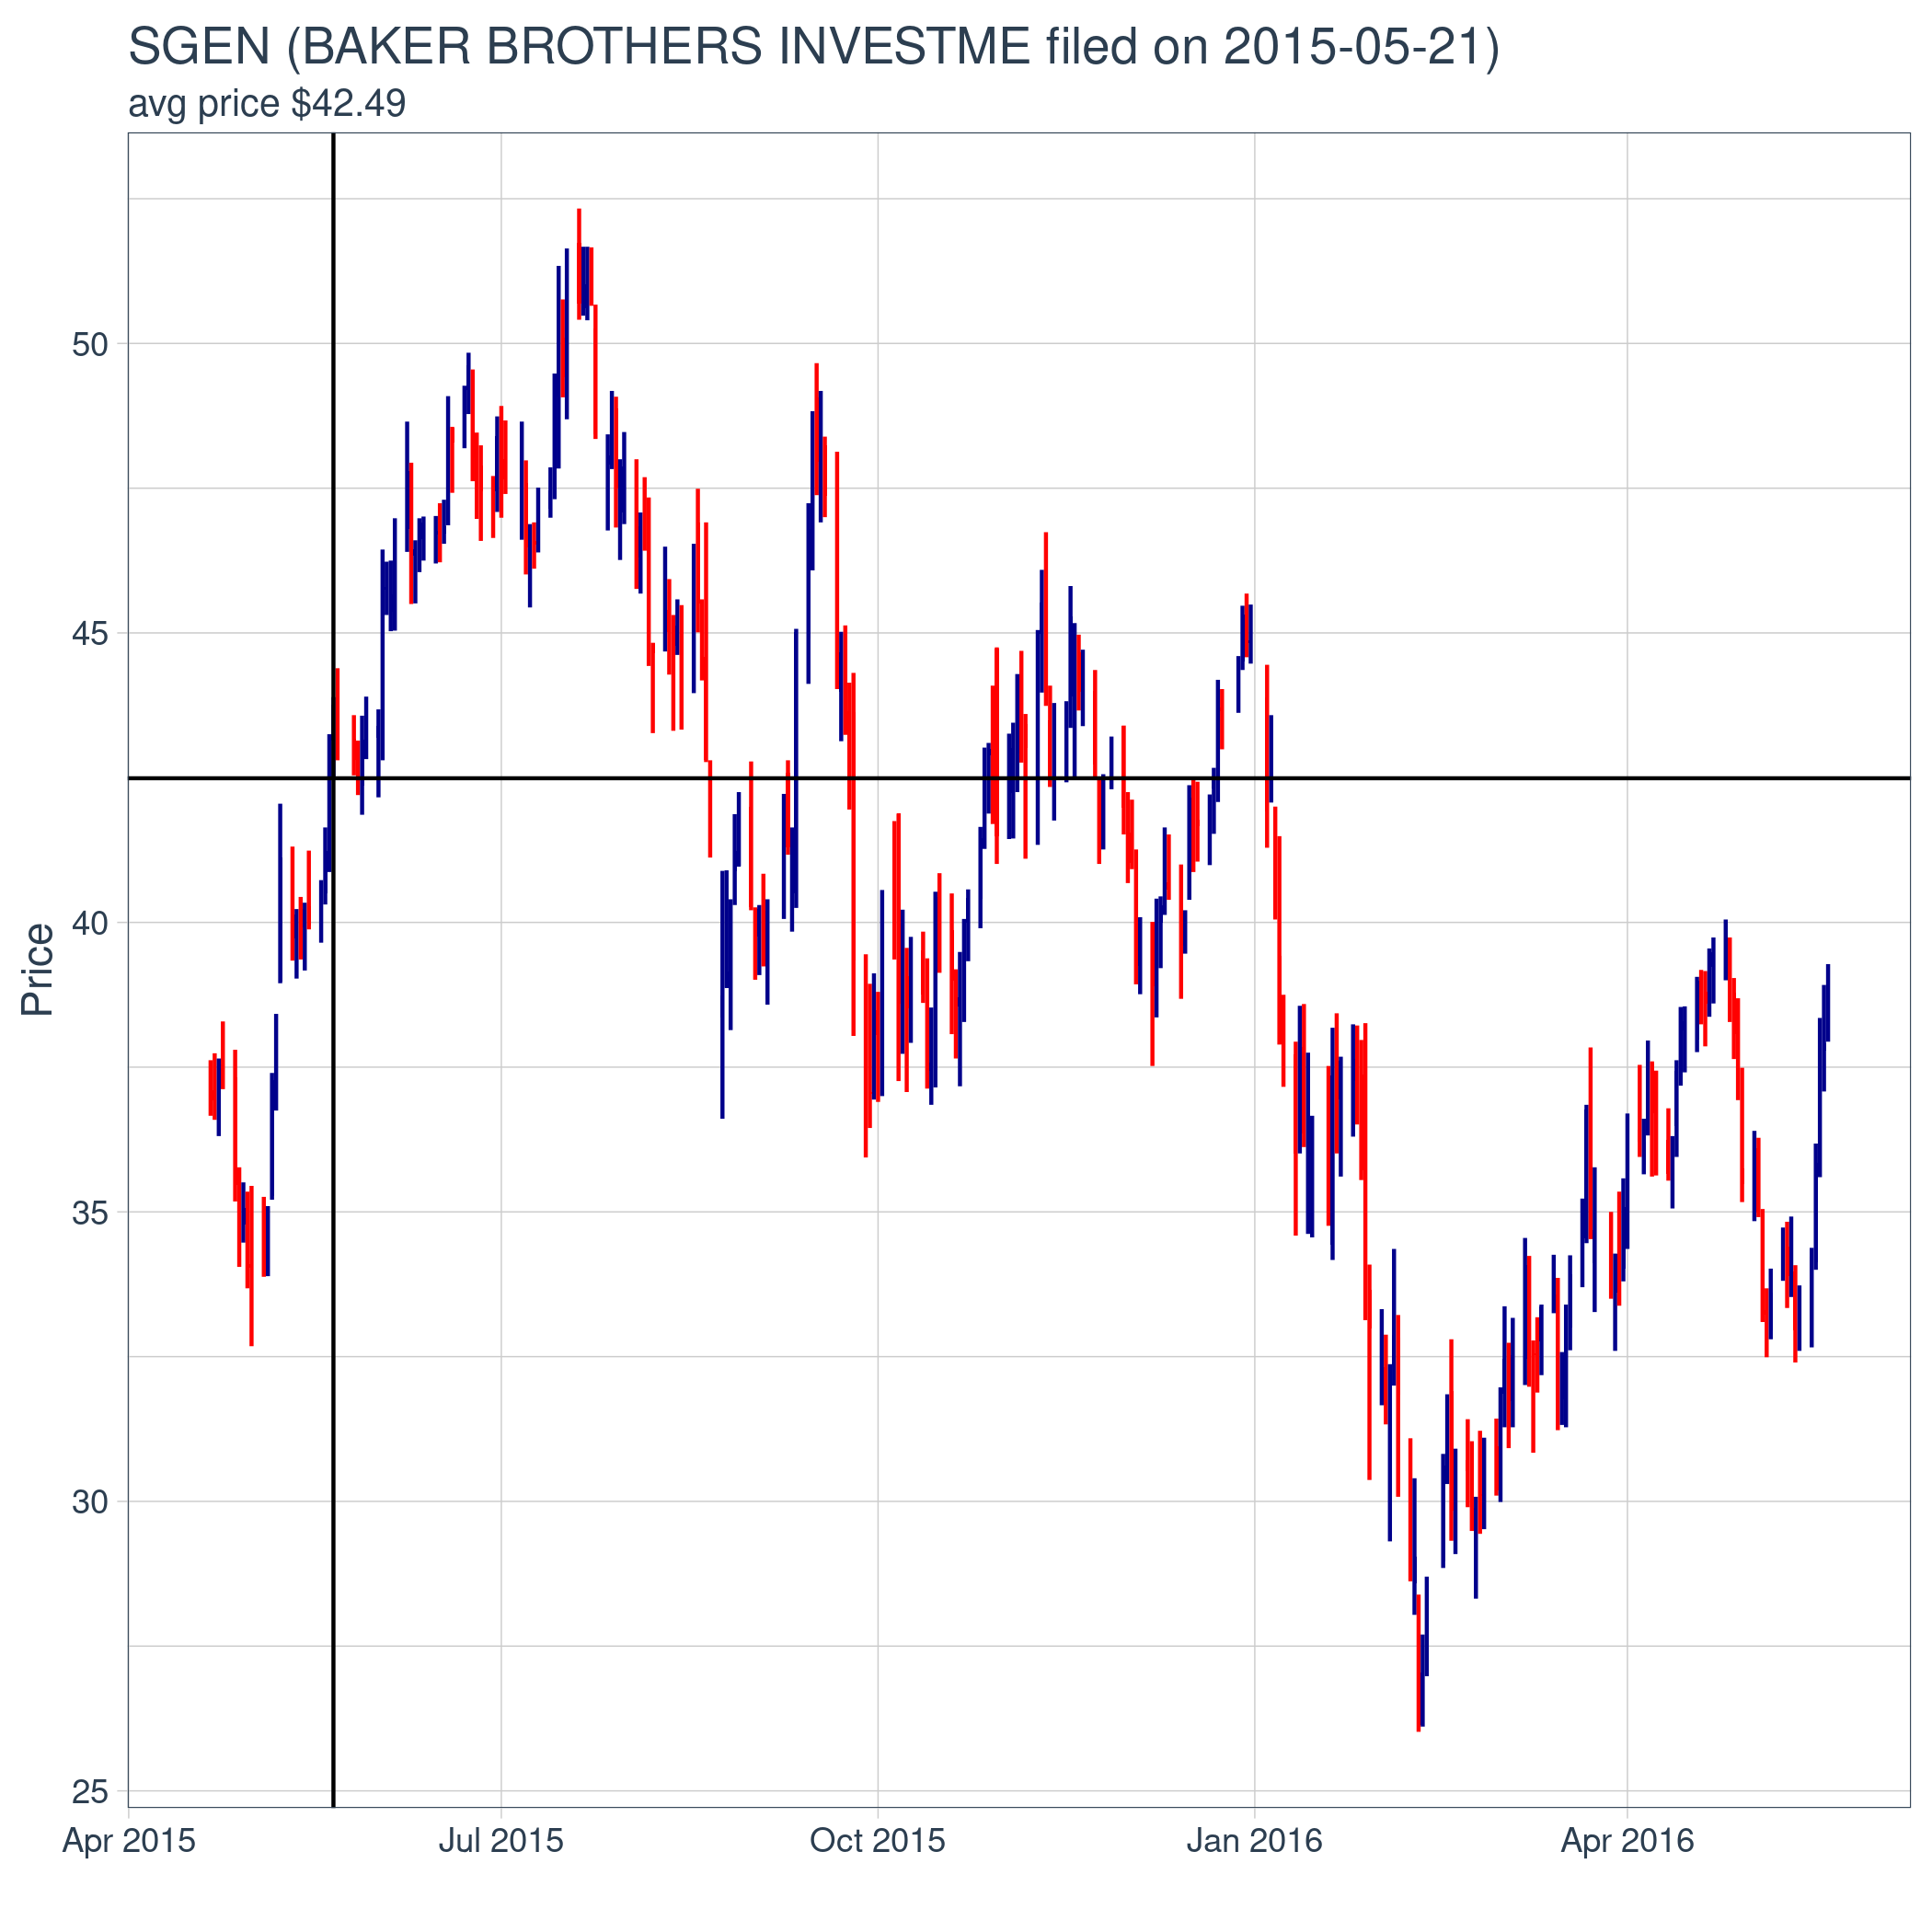 SGEN (BAKER BROTHERS INVESTME filed on 2015-05-21)
avg price $42.49
Price
50
45
40
35
30
25
Apr 2015 Jul 2015 Oct 2015 Jan 2016 Apr 2016